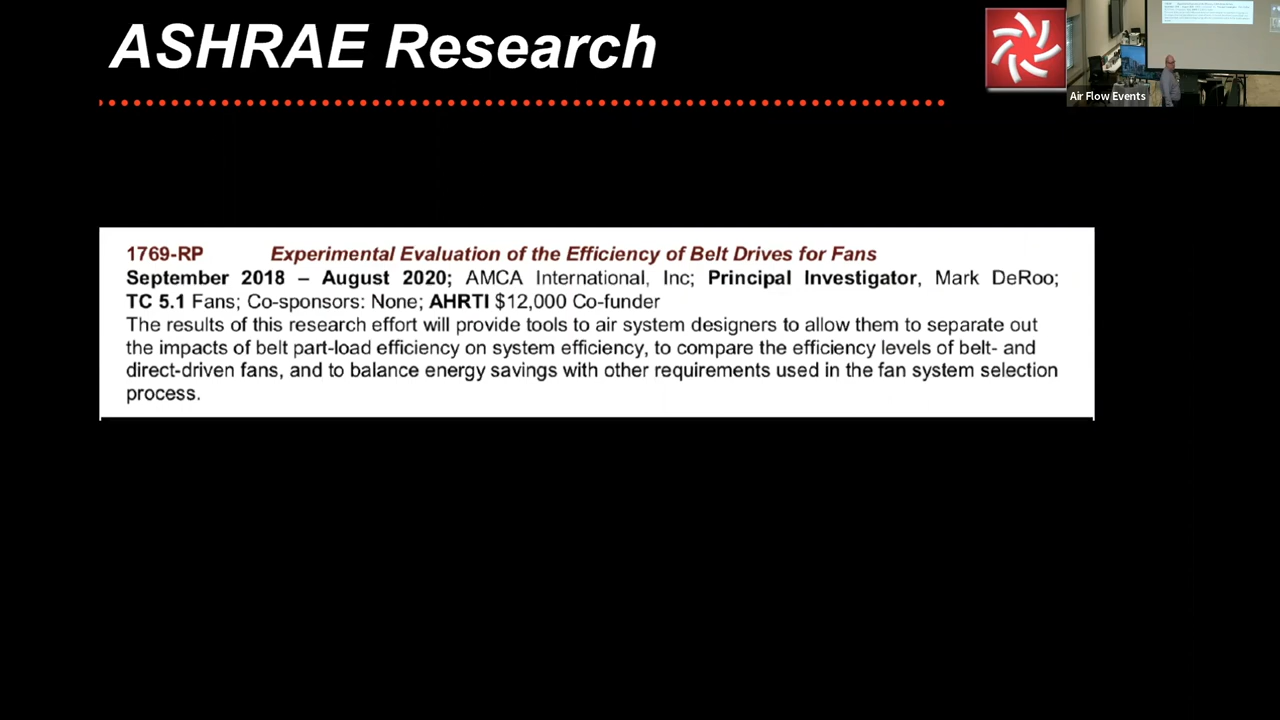 ASHRAE Research
Air Flow Events
1769-RP Experimental Evaluation of the Efficiency of Belt Drives for Fans
September 2018 – August 2020; AMCA International, Inc; Principal Investigator, Mark DeRoo;
TC 5.1 Fans; Co-sponsors: None; AHRTI $12,000 Co-funder
The results of this research effort will provide tools to air system designers to allow them to separate out
the impacts of belt part-load efficiency on system efficiency, to compare the efficiency levels of belt- and
direct-driven fans, and to balance energy savings with other requirements used in the fan system selection
process.